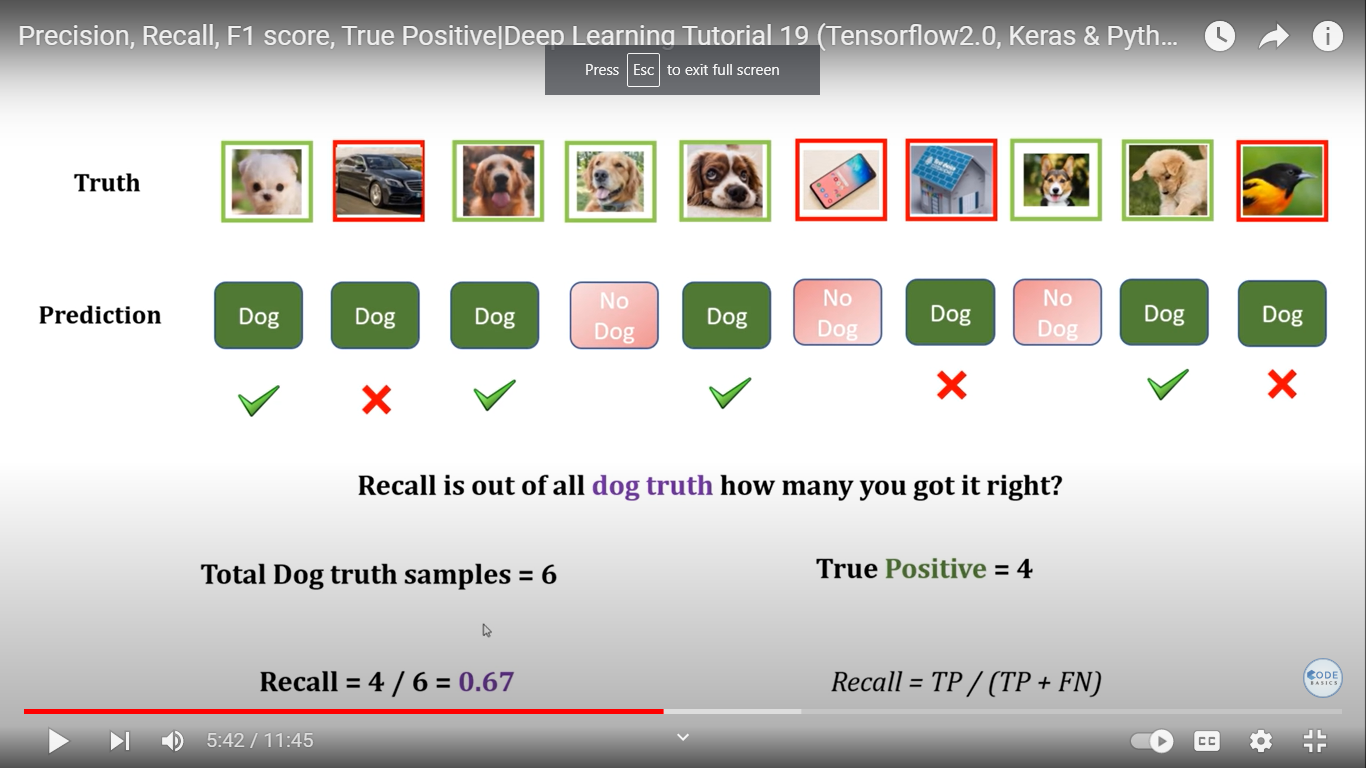 Precision, Recall, F1 score, True Positive|Deep Learning Tutorial 19 (Tensorflow2.0, Keras & Pyth...
Press Esc to exit full screen
Truth
Prediction
Dog
Dog
Dog
No
Dog
Dog
No
Dog
Dog
No
Dog
Dog
Dog
Recall is out of all dog truth how many you got it right?
Total Dog truth samples = 6
True Positive = 4
Recall = 4 / 6 = 0.67
Recall = TP / (TP + FN)
CODE
BASICS
5:42 / 11:45
CC